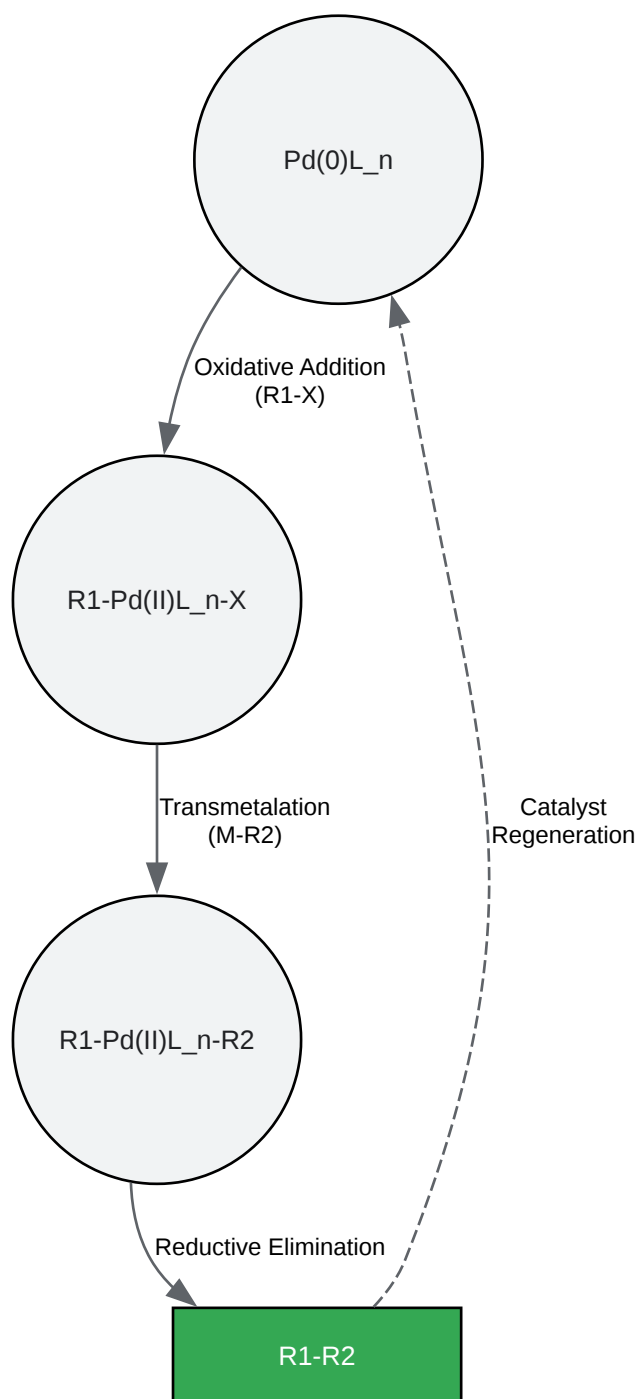 Pd(0)L_n
Oxidative Addition
(R1-X)
R1-Pd(II)L_n-X
Transmetalation
(M-R2)
Catalyst
Regeneration
R1-Pd(II)L_n-R2
Reductive Elimination
R1-R2